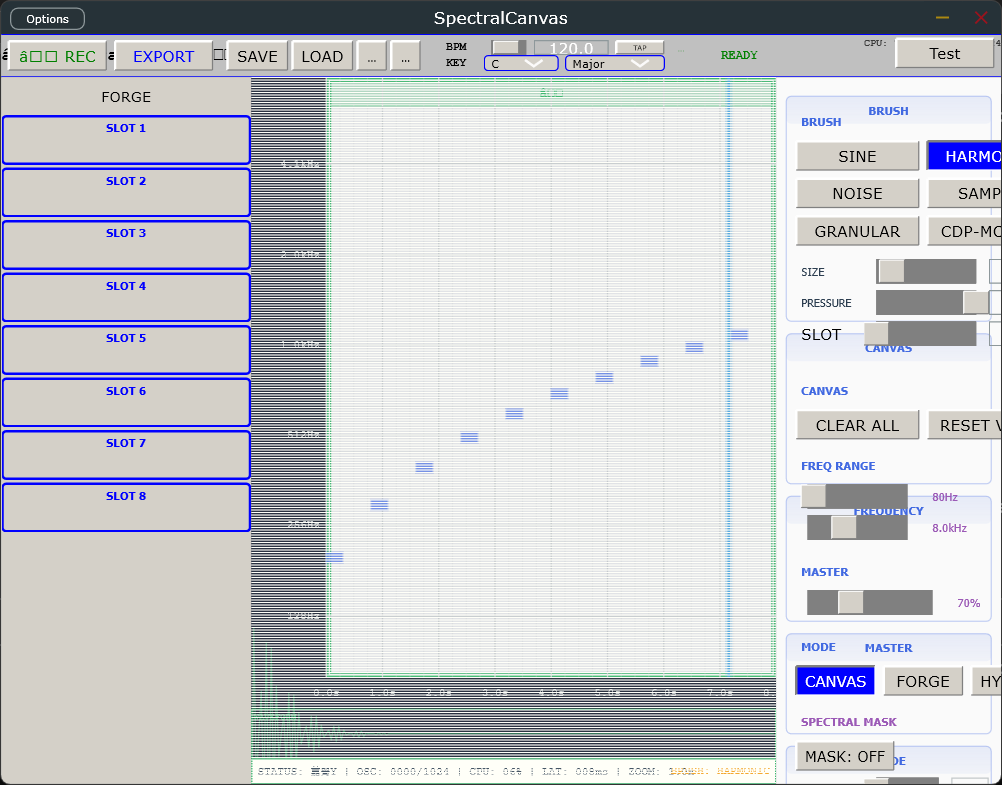 Options
SpectralCanvas
REC
EXPORT
SAVE
LOAD
...
...
BPM
120.0
TAP
KEY
C
Major
READY
CPU:
Test
FORGE
SLOT 1
SLOT 2
SLOT 3
SLOT 4
SLOT 5
SLOT 6
SLOT 7
SLOT 8
2.0kHz
1.0kHz
512Hz
256Hz
128Hz
0.0s
1.0s
2.0s
3.0s
4.0s
5.0s
6.0s
7.0s
STATUS: | OSC: 0000/1024 | CPU: 06% | LAT: 008ms | ZOOM:
HARMONIC
BRUSH
BRUSH
SINE
HARMO
NOISE
SAMP
GRANULAR
CDP-MO
SIZE
PRESSURE
SLOT
CANVAS
CANVAS
CLEAR ALL
RESET V
FREQ RANGE
80Hz
FREQUENCY
8.0kHz
MASTER
70%
MODE
MASTER
CANVAS
FORGE
HY
SPECTRAL MASK
MASK: OFF
DE